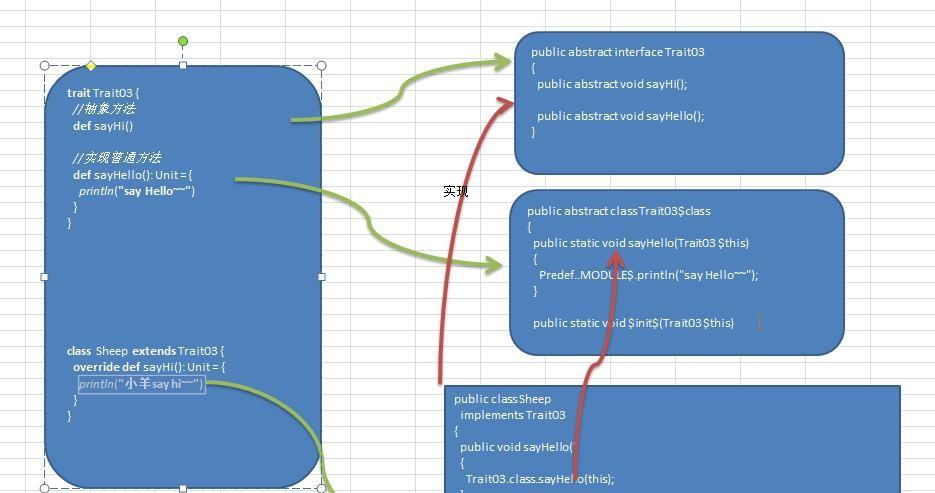 trait Trait03 {
//抽象方法
def sayHi()
//实现普通方法
def sayHello(): Unit = {
println("say Hello~~")
}
}
class Sheep extends Trait03 {
override def sayHi(): Unit = {
println("小羊say hi~~")
}
}
实现
public abstract interface Trait03
{
public abstract void sayHi();
public abstract void sayHello();
}
public abstract class Trait03$class
{
public static void sayHello(Trait03 $this)
{
Predef..MODULE$.println("say Hello~~");
}
public static void $init$(Trait03 $this)
public class Sheep
implements Trait03
{
public void sayHello(
{
Trait03.class.sayHello(this);